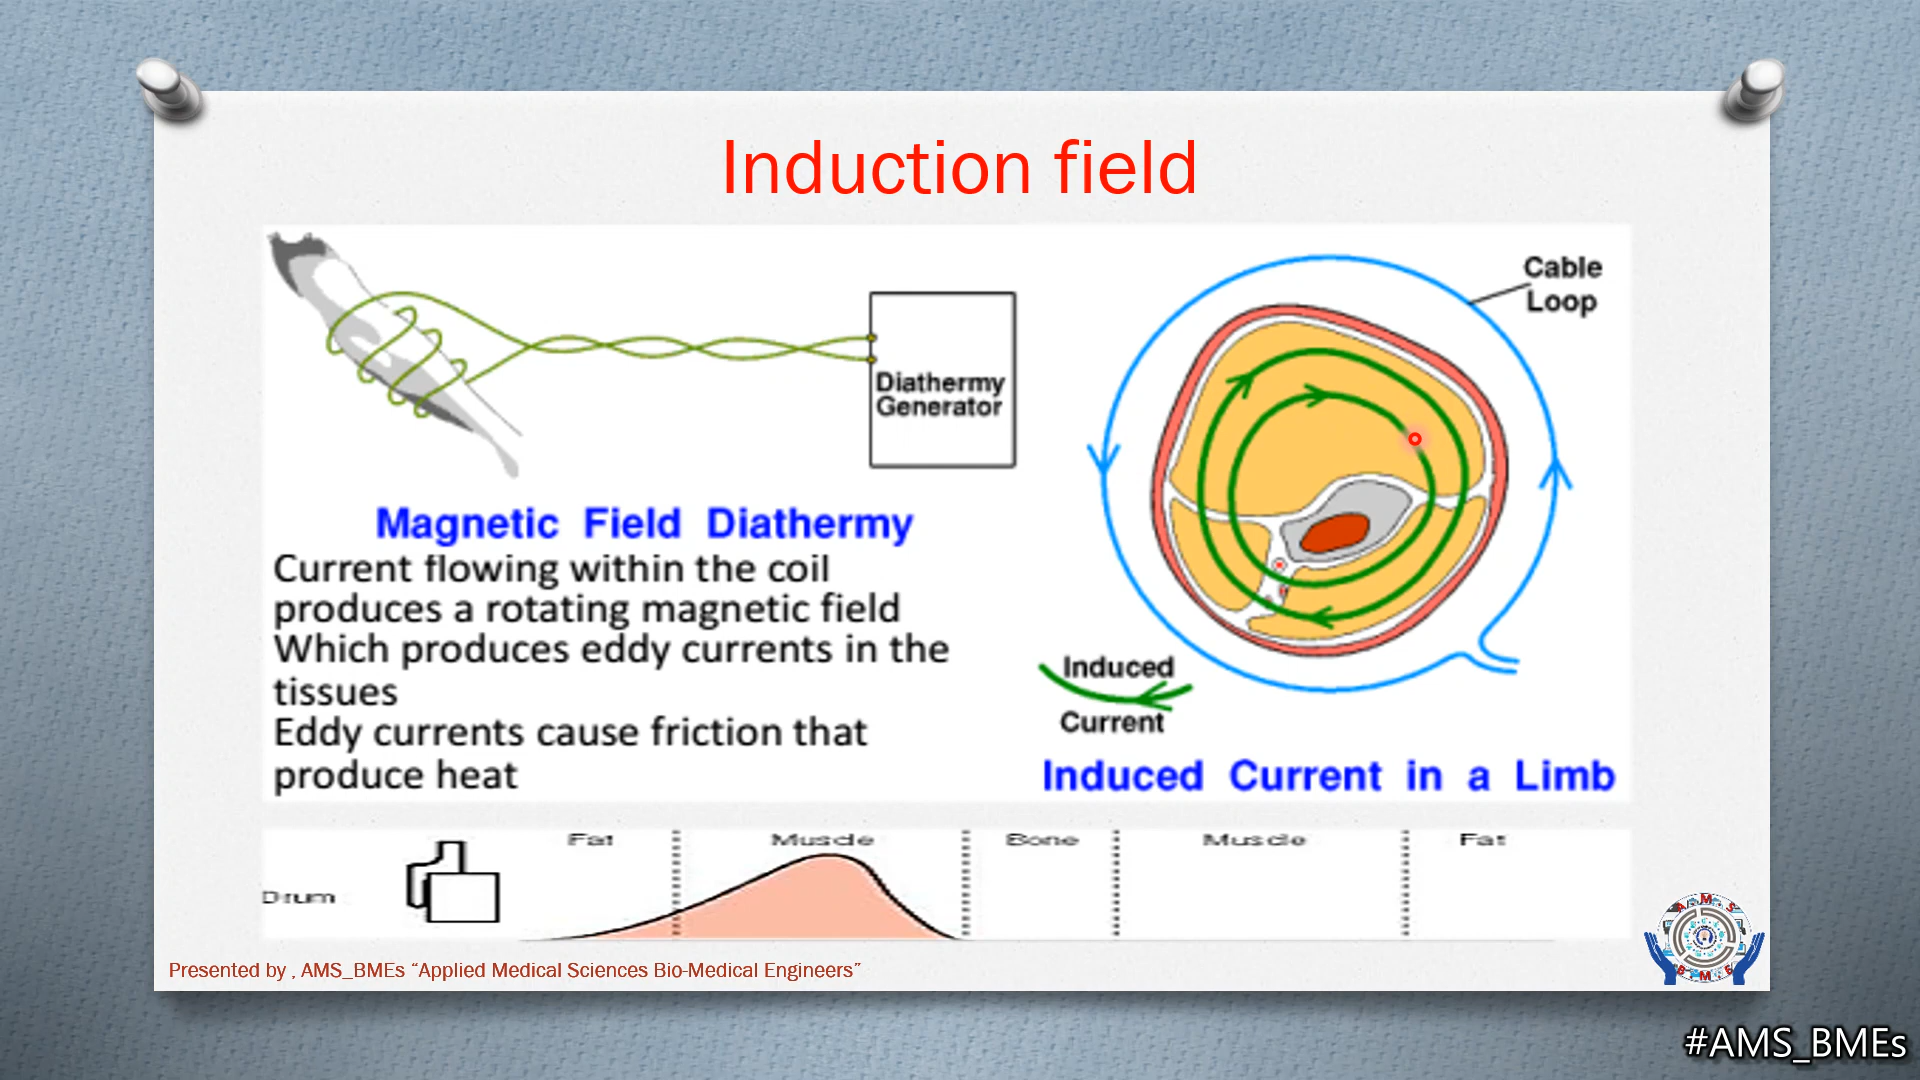 Induction field
Diathermy
Generator
Magnetic Field Diathermy
Current flowing within the coil
produces a rotating magnetic field
Which produces eddy currents in the
tissues
Eddy currents cause friction that
produce heat
Cable
Loop
Induced
Current
Induced Current in a Limb
Fat Muscle Bone Muscle Fat
Drum
Presented by , AMS_BMEs “Applied Medical Sciences Bio-Medical Engineers”
A M S
B M E
#AMS_BMEs